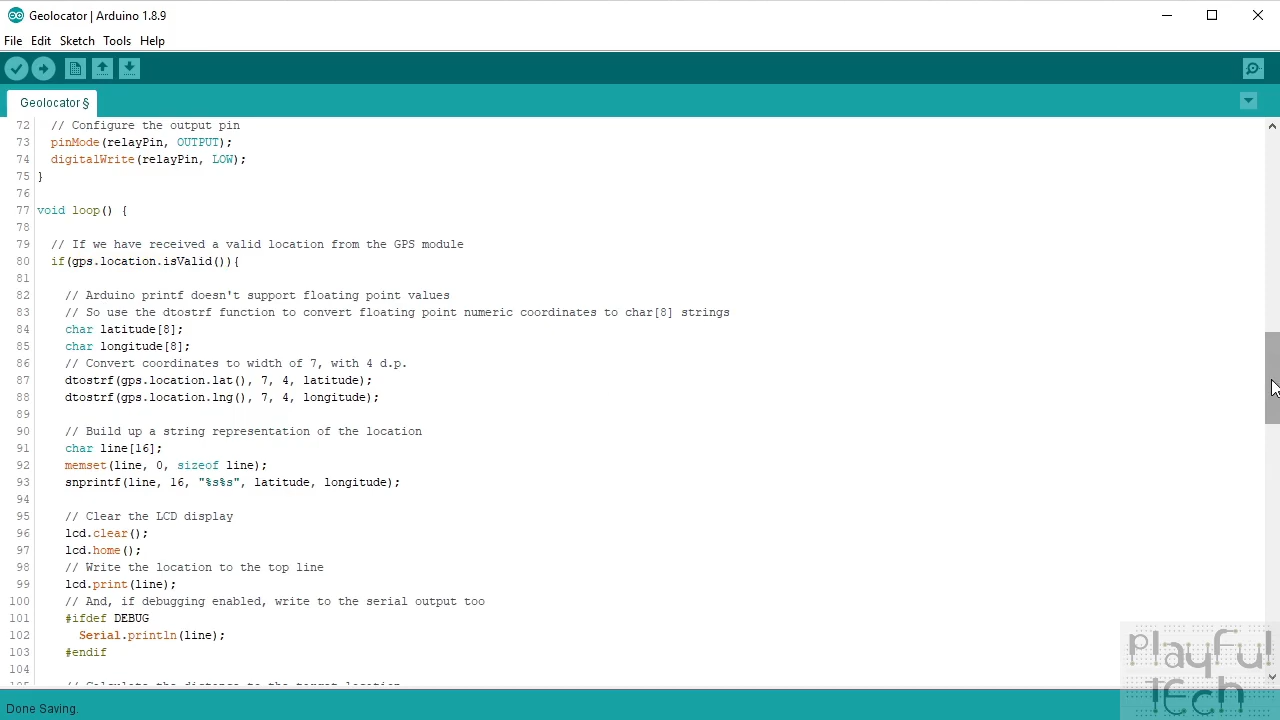 Geolocator | Arduino 1.8.9
File Edit Sketch Tools Help
Geolocator §
72 // Configure the output pin
73 pinMode(relayPin, OUTPUT);
74 digitalWrite(relayPin, LOW);
75 }
76
77 void loop() {
78
79 // If we have received a valid location from the GPS module
80 if(gps.location.isValid()){
81
82 // Arduino printf doesn't support floating point values
83 // So use the dtostrf function to convert floating point numeric coordinates to char[8] strings
84 char latitude[8];
85 char longitude[8];
86 // Convert coordinates to width of 7, with 4 d.p.
87 dtostrf(gps.location.lat(), 7, 4, latitude);
88 dtostrf(gps.location.lng(), 7, 4, longitude);
89
90 // Build up a string representation of the location
91 char line[16];
92 memset(line, 0, sizeof line);
93 snprintf(line, 16, "%s%s", latitude, longitude);
94
95 // Clear the LCD display
96 lcd.clear();
97 lcd.home();
98 // Write the location to the top line
99 lcd.print(line);
100 // And, if debugging enabled, write to the serial output too
101 #ifdef DEBUG
102 Serial.println(line);
103 #endif
104
105 // Calculate the distance to the target location
Done Saving.
playful
tech